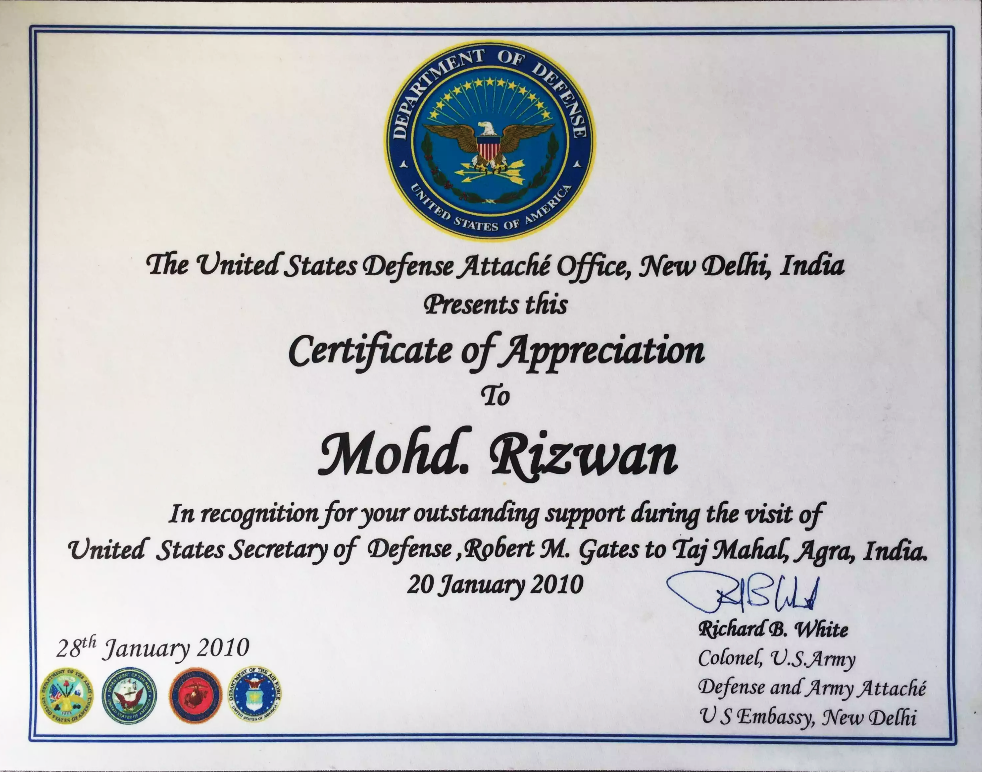 DEPARTMENT OF DEFENSE
UNITED STATES OF AMERICA
The United States Defense Attaché Office, New Delhi, India
Presents this
Certificate of Appreciation
To
Mohd. Rizwan
In recognition for your outstanding support during the visit of
United States Secretary of Defense ,Robert M. Gates to Taj Mahal, Agra, India.
20 January 2010
Richard B. White
Colonel, U.S.Army
Defense and Army Attaché
U S Embassy, New Delhi
28th January 2010